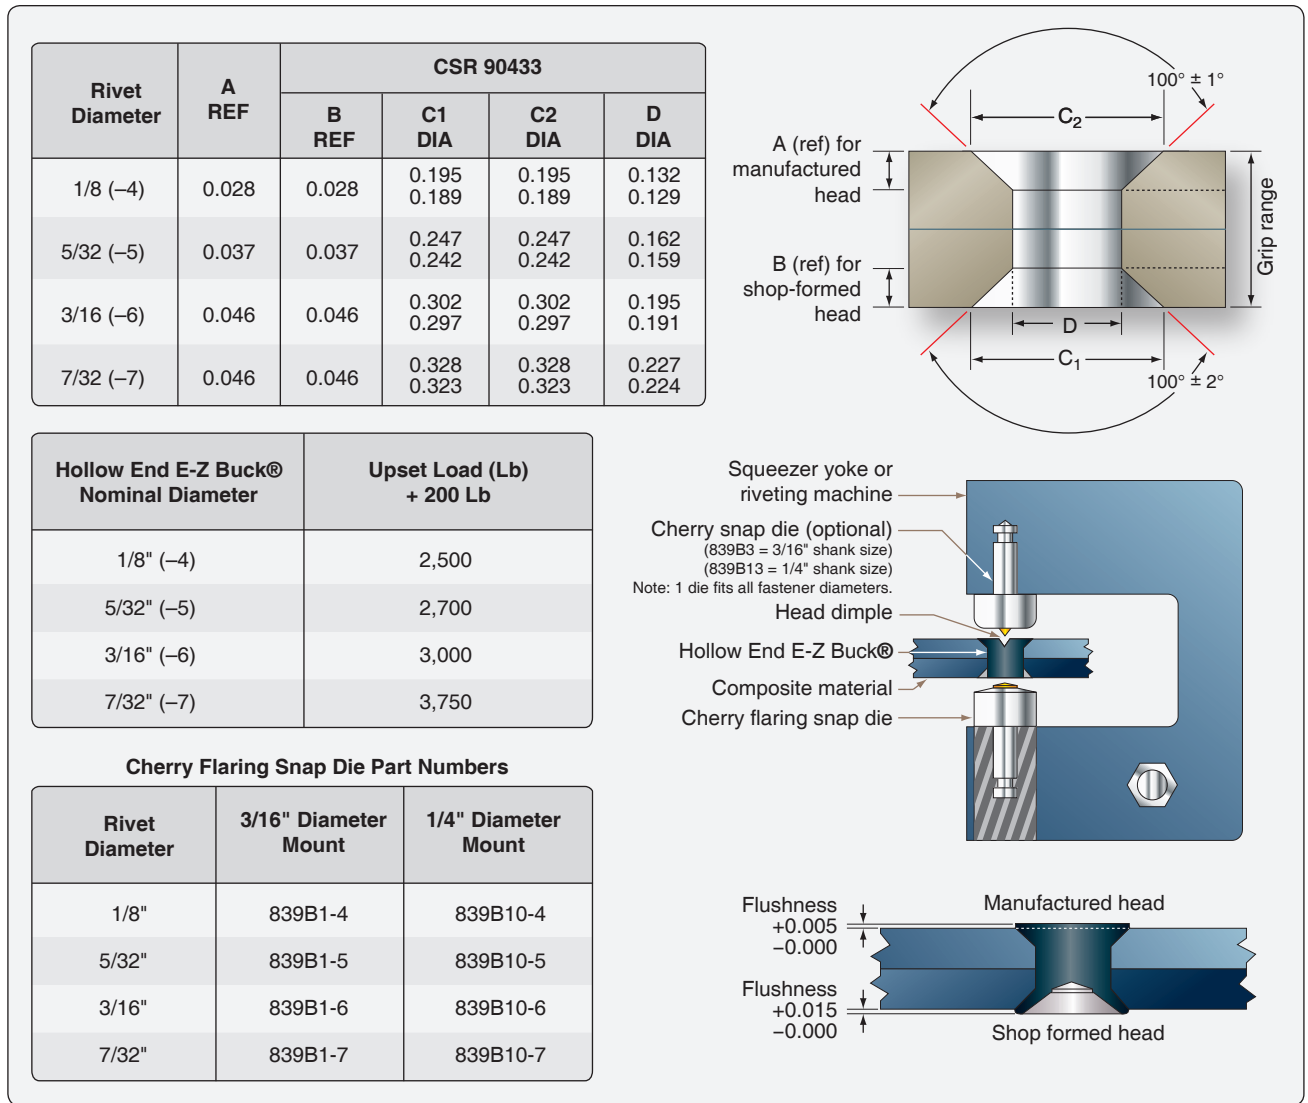 Rivet Diameter | A REF | CSR 90433
B REF | C1 DIA | C2 DIA | D DIA
1/8 (–4) | 0.028 | 0.028 | 0.195 0.189 | 0.195 0.189 | 0.132 0.129
5/32 (–5) | 0.037 | 0.037 | 0.247 0.242 | 0.247 0.242 | 0.162 0.159
3/16 (–6) | 0.046 | 0.046 | 0.302 0.297 | 0.302 0.297 | 0.195 0.191
7/32 (–7) | 0.046 | 0.046 | 0.328 0.323 | 0.328 0.323 | 0.227 0.224
100° ± 1°
C2
A (ref) for
manufactured
head
Grip range
B (ref) for
shop-formed
head
D
C1
100° ± 2°
Hollow End E-Z Buck® Nominal Diameter | Upset Load (Lb) + 200 Lb
1/8" (–4) | 2,500
5/32" (–5) | 2,700
3/16" (–6) | 3,000
7/32" (–7) | 3,750
Squeezer yoke or
riveting machine
Cherry snap die (optional)
(839B3 = 3/16" shank size)
(839B13 = 1/4" shank size)
Note: 1 die fits all fastener diameters.
Head dimple
Hollow End E-Z Buck®
Composite material
Cherry flaring snap die
Cherry Flaring Snap Die Part Numbers
Rivet Diameter | 3/16" Diameter Mount | 1/4" Diameter Mount
1/8" | 839B1-4 | 839B10-4
5/32" | 839B1-5 | 839B10-5
3/16" | 839B1-6 | 839B10-6
7/32" | 839B1-7 | 839B10-7
Flushness
+0.005
−0.000
Manufactured head
Flushness
+0.015
−0.000
Shop formed head